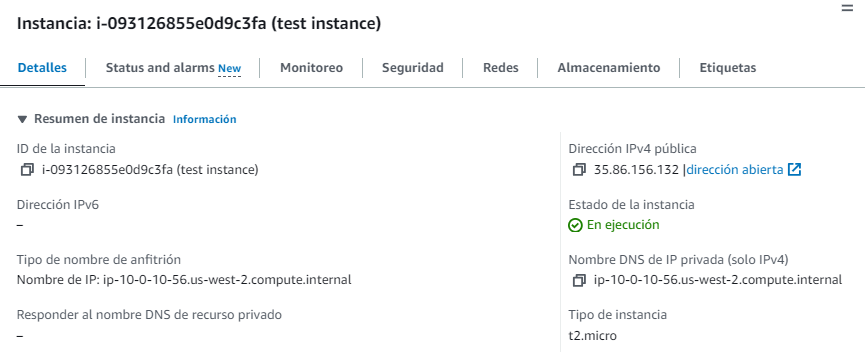 Instancia: i-093126855e0d9c3fa (test instance)
Detalles
Status and alarms New
Monitoreo
Seguridad
Redes
Almacenamiento
Etiquetas
Resumen de instancia Información
ID de la instancia
i-093126855e0d9c3fa (test instance)
Dirección IPv4 pública
35.86.156.132 |dirección abierta
Dirección IPv6
–
Estado de la instancia
En ejecución
Tipo de nombre de anfitrión
Nombre de IP: ip-10-0-10-56.us-west-2.compute.internal
Nombre DNS de IP privada (solo IPv4)
ip-10-0-10-56.us-west-2.compute.internal
Responder al nombre DNS de recurso privado
–
Tipo de instancia
t2.micro